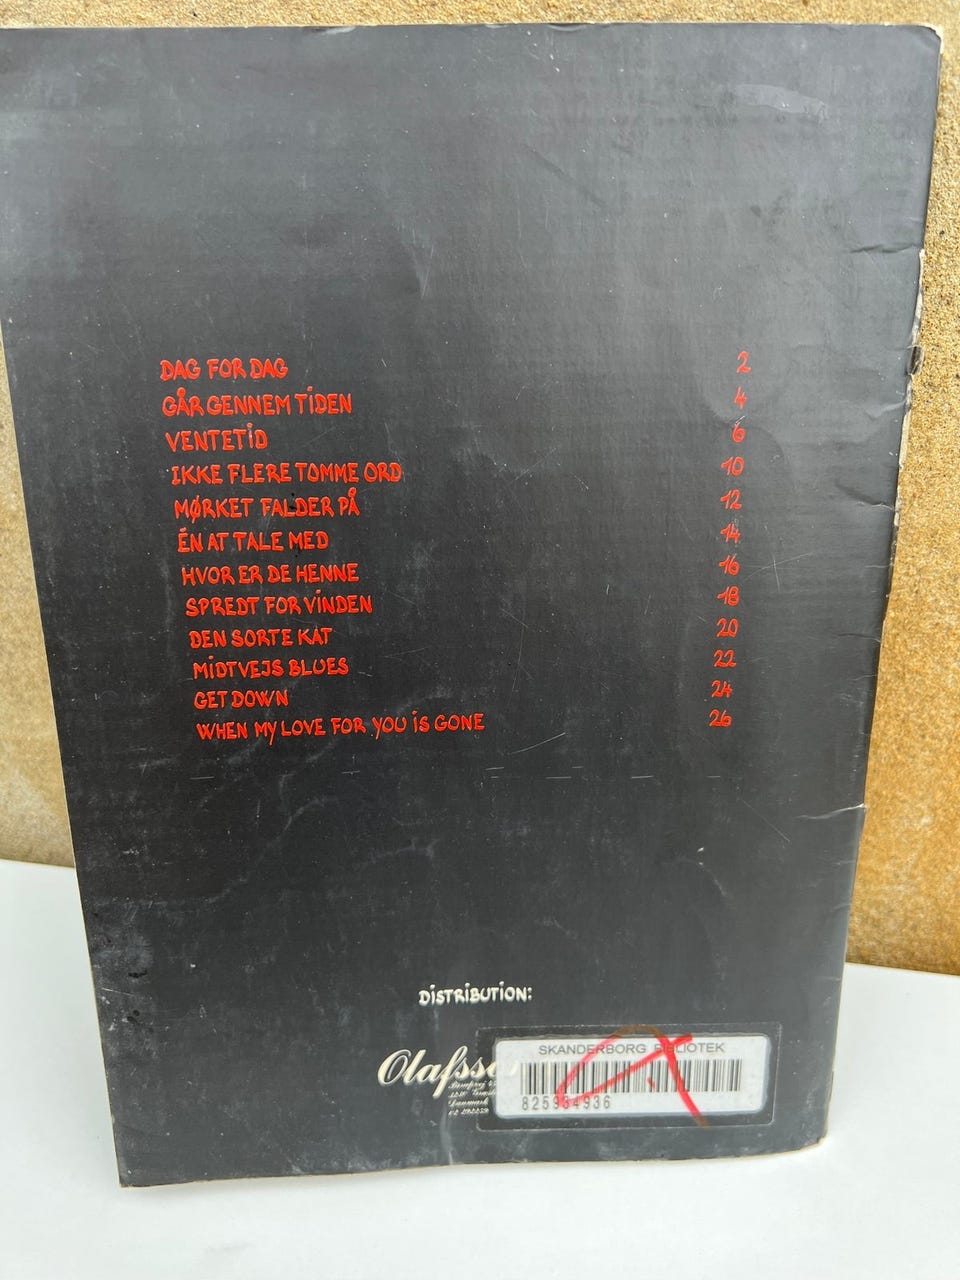 DAG FOR DAG 2
GÅR GENNEM TIDEN 4
VENTETID 6
IKKE FLERE TOMME ORD 10
MØRKET FALDER PÅ 12
ÉN AT TALE MED 14
HVOR ER DE HENNE 16
SPREDT FOR VINDEN 18
DEN SORTE KAT 20
MIDTVEJS BLUES 22
GET DOWN 24
WHEN MY LOVE FOR YOU IS GONE 26
DISTRIBUTION:
SKANDERBORG BIBLIOTEK
Danmark
825934936